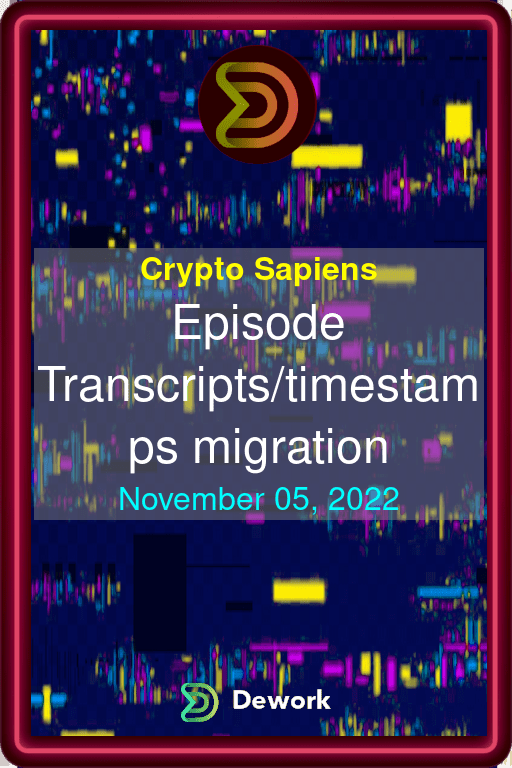 Crypto Sapiens
Episode
Transcripts/timestam
ps migration
November 05, 2022
Dework